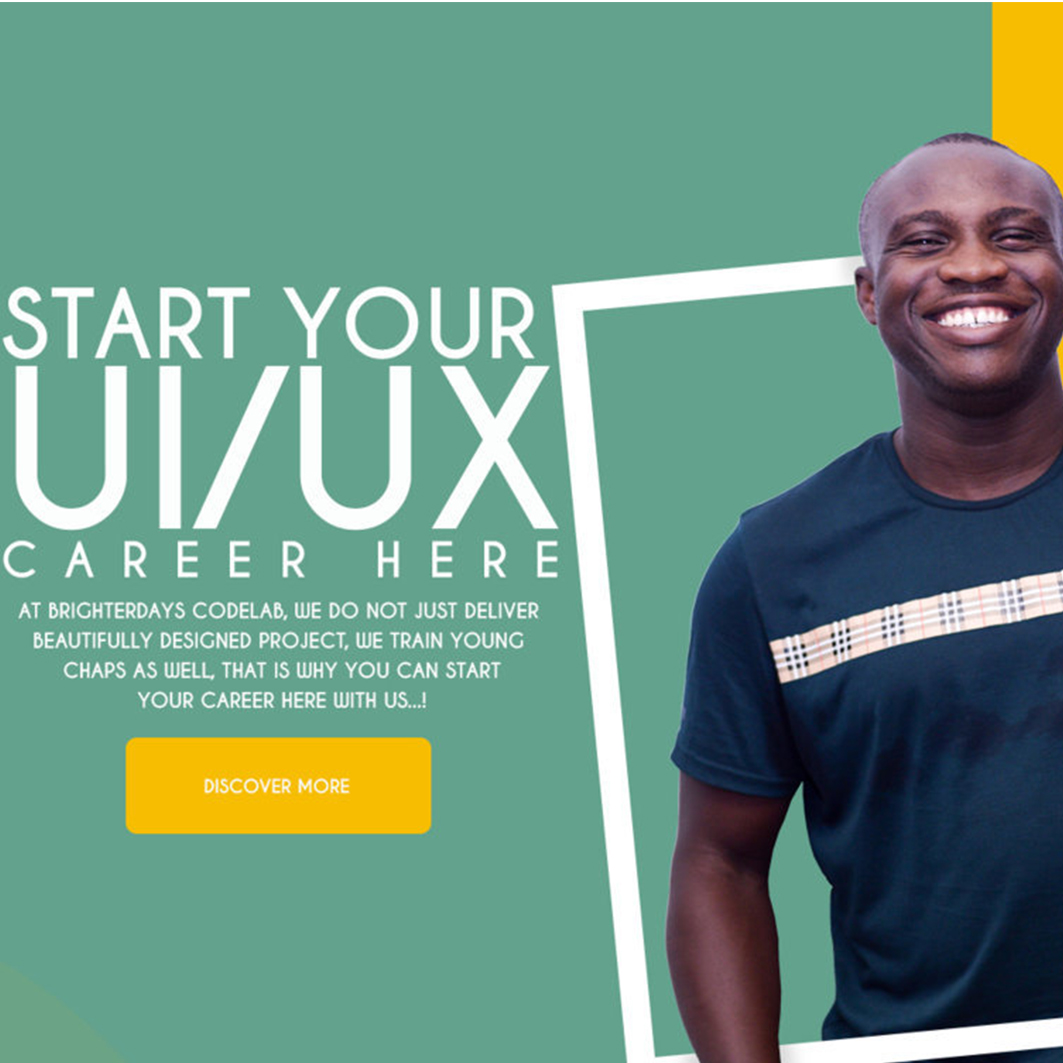 START YOUR
UI/UX
CAREER HERE
AT BRIGHTERDAYS CODELAB, WE DO NOT JUST DELIVER
BEAUTIFULLY DESIGNED PROJECT, WE TRAIN YOUNG
CHAPS AS WELL, THAT IS WHY YOU CAN START
YOUR CAREER HERE WITH US...!
DISCOVER MORE